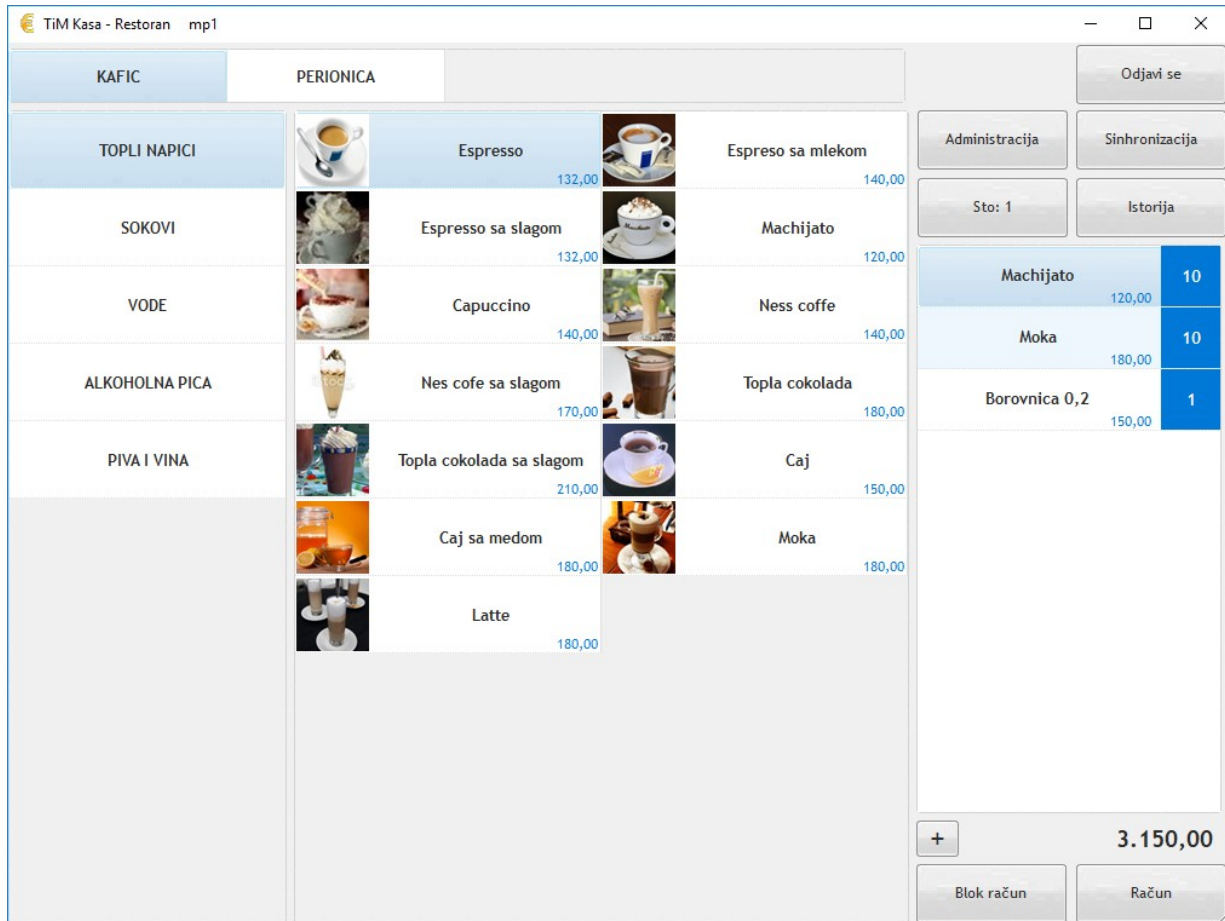 TiM Kasa - Restoran mp1
KAFIC
PERIONICA
Odjavi se
TOPLI NAPICI
SOKOVI
VODE
ALKOHOLNA PICA
PIVA I VINA
Espresso
132,00
Espreso sa mlekom
140,00
Espresso sa slagom
132,00
Machijato
120,00
Capuccino
140,00
Ness coffe
140,00
Nes cofe sa slagom
170,00
Topla cokolada
180,00
Topla cokolada sa slagom
210,00
Caj
150,00
Caj sa medom
180,00
Moka
180,00
Latte
180,00
Administracija
Sinhronizacija
Sto: 1
Istorija
Machijato
120,00
10
Moka
180,00
10
Borovnica 0,2
150,00
1
+
3.150,00
Blok račun
Račun